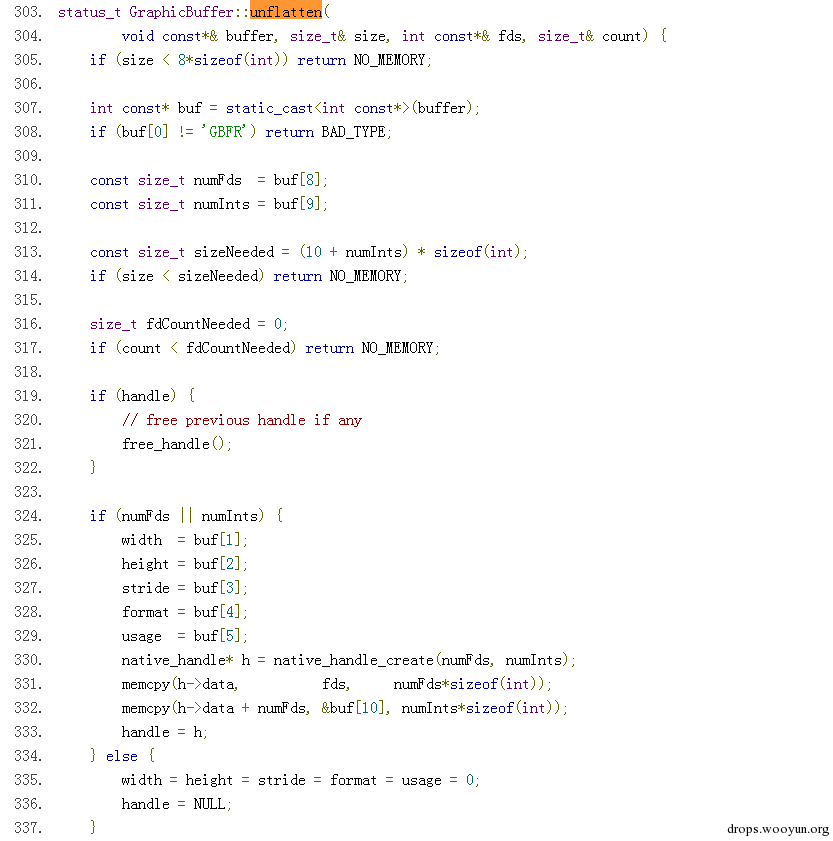 303. status_t GraphicBuffer::unflatten(
304.         void const*& buffer, size_t& size, int const*& fds, size_t& count) {
305.     if (size < 8*sizeof(int)) return NO_MEMORY;
306.
307.     int const* buf = static_cast<int const*>(buffer);
308.     if (buf[0] != 'GBFR') return BAD_TYPE;
309.
310.     const size_t numFds  = buf[8];
311.     const size_t numInts = buf[9];
312.
313.     const size_t sizeNeeded = (10 + numInts) * sizeof(int);
314.     if (size < sizeNeeded) return NO_MEMORY;
315.
316.     size_t fdCountNeeded = 0;
317.     if (count < fdCountNeeded) return NO_MEMORY;
318.
319.     if (handle) {
320.         // free previous handle if any
321.         free_handle();
322.     }
323.
324.     if (numFds || numInts) {
325.         width  = buf[1];
326.         height = buf[2];
327.         stride = buf[3];
328.         format = buf[4];
329.         usage  = buf[5];
330.         native_handle* h = native_handle_create(numFds, numInts);
331.         memcpy(h->data,          fds,     numFds*sizeof(int));
332.         memcpy(h->data + numFds, &buf[10], numInts*sizeof(int));
333.         handle = h;
334.     } else {
335.         width = height = stride = format = usage = 0;
336.         handle = NULL;
337.     }
drops.wooyun.org